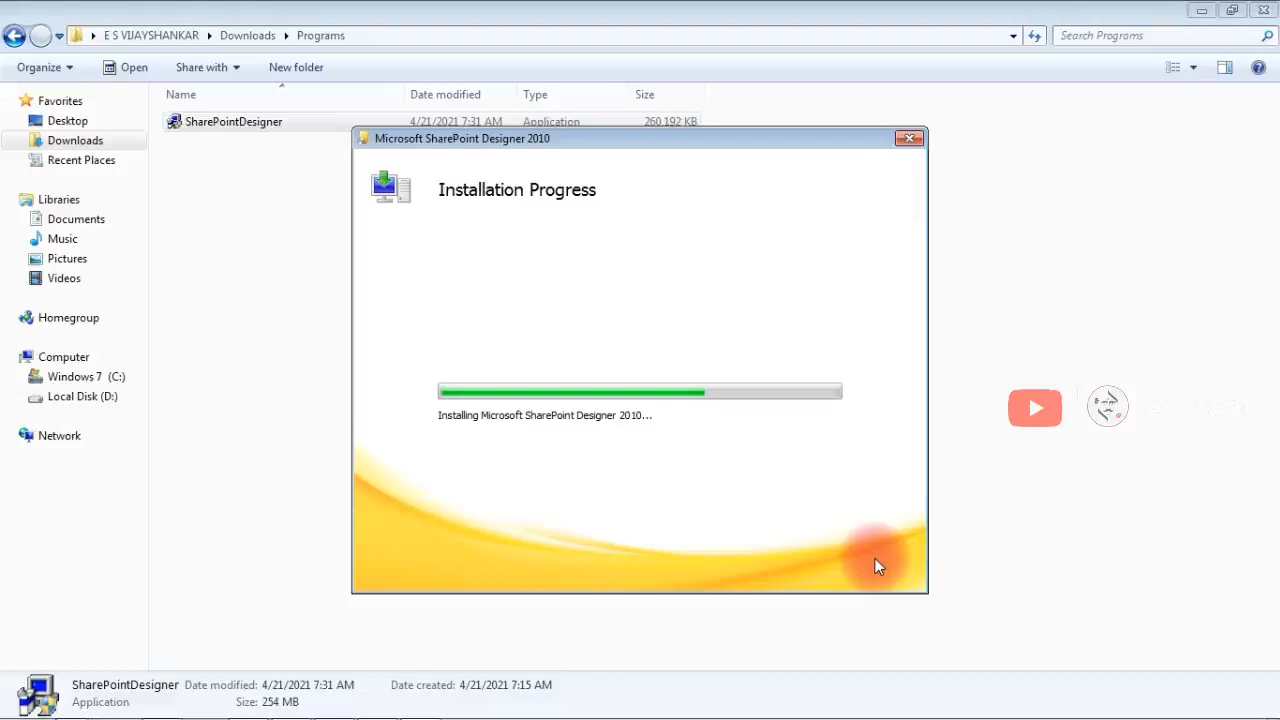 E S VIJAYSHANKAR Downloads Programs
Search Programs
Organize Open Share with New folder
Name Date modified Type Size
SharePointDesigner 4/21/2021 7:31 AM Application 260,192 KB
Favorites
Desktop
Downloads
Recent Places
Libraries
Documents
Music
Pictures
Videos
Homegroup
Computer
Windows 7 (C:)
Local Disk (D:)
Network
Microsoft SharePoint Designer 2010
Installation Progress
Installing Microsoft SharePoint Designer 2010...
SharePointDesigner Date modified: 4/21/2021 7:31 AM Date created: 4/21/2021 7:15 AM
Application Size: 254 MB